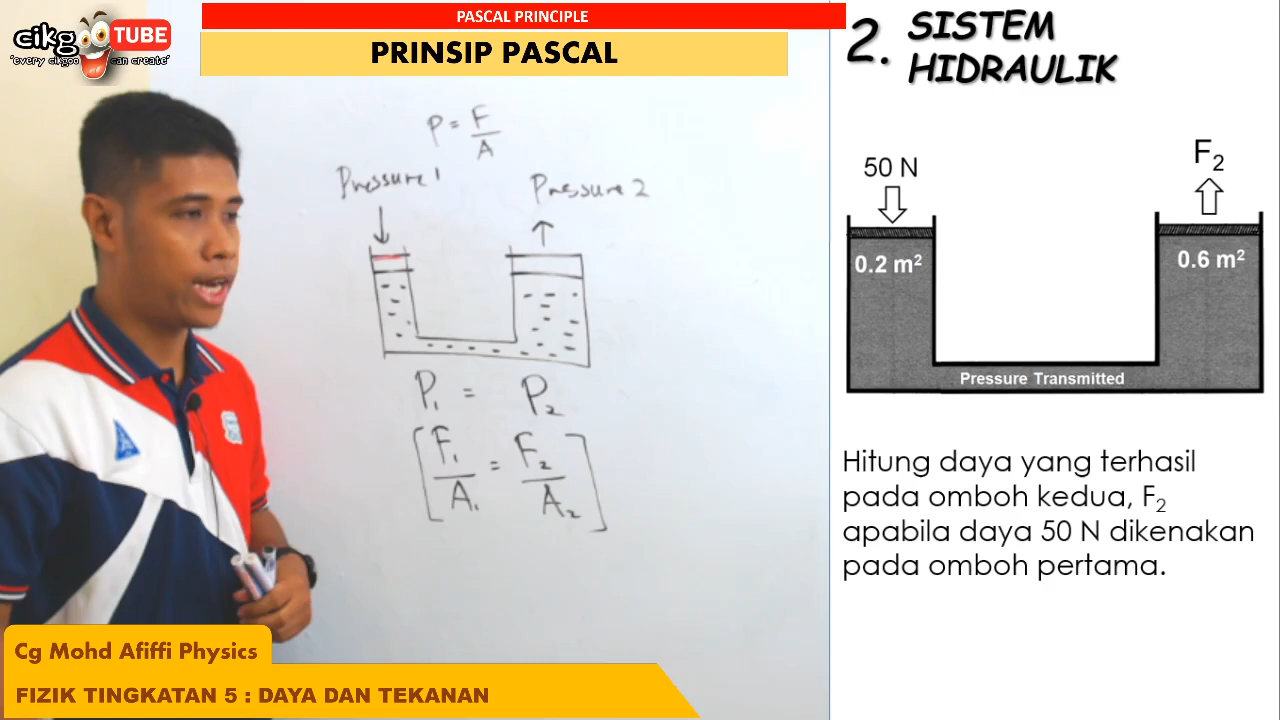 cikgooTUBE
'every cikgoo can create'
PASCAL PRINCIPLE
PRINSIP PASCAL
P = F
A
Pressure 1
Pressure 2
P₁ = P₂
F₁ = F₂
A₁ A₂
Cg Mohd Afiffi Physics
FIZIK TINGKATAN 5 : DAYA DAN TEKANAN
2. SISTEM
HIDRAULIK
50 N
F₂
0.2 m²
0.6 m²
Pressure Transmitted
Hitung daya yang terhasil
pada omboh kedua, F₂
apabila daya 50 N dikenakan
pada omboh pertama.